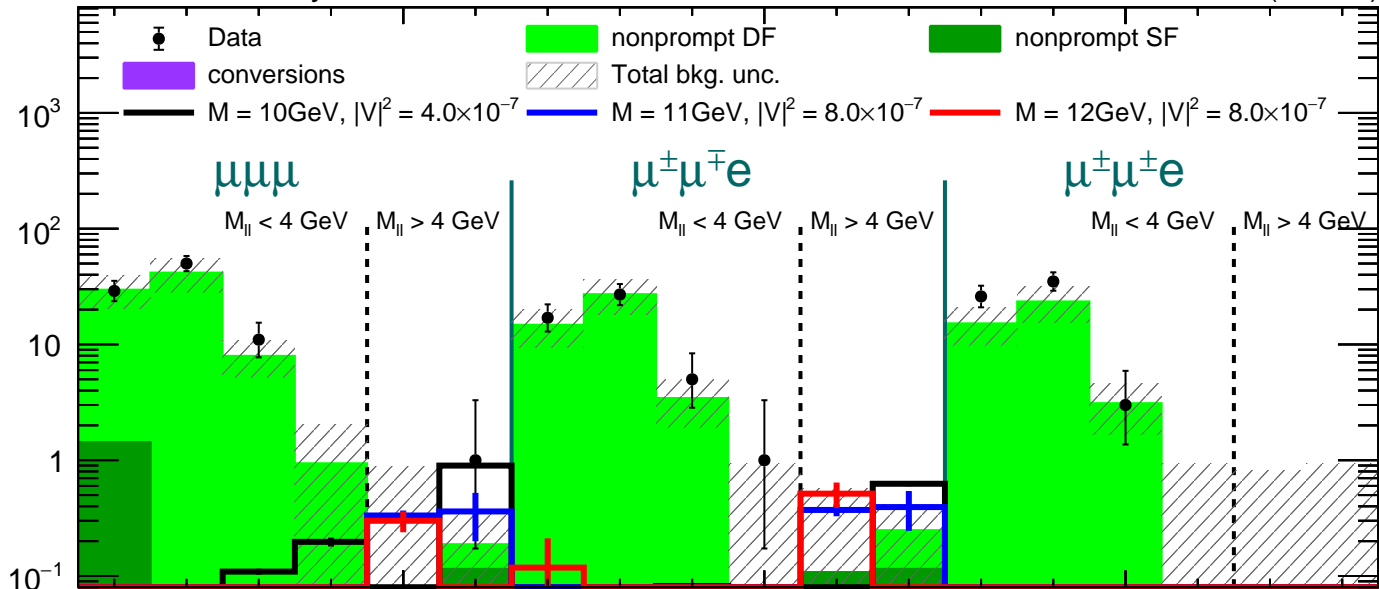 Data
nonprompt DF
nonprompt SF
conversions
Total bkg. unc.
M = 10GeV, |V|² = 4.0×10⁻⁷
M = 11GeV, |V|² = 8.0×10⁻⁷
M = 12GeV, |V|² = 8.0×10⁻⁷
10³
μμμ
μ±μ∓e
μ±μ±e
10²
M_ll < 4 GeV
M_ll > 4 GeV
M_ll < 4 GeV
M_ll > 4 GeV
M_ll < 4 GeV
M_ll > 4 GeV
10
1
10⁻¹